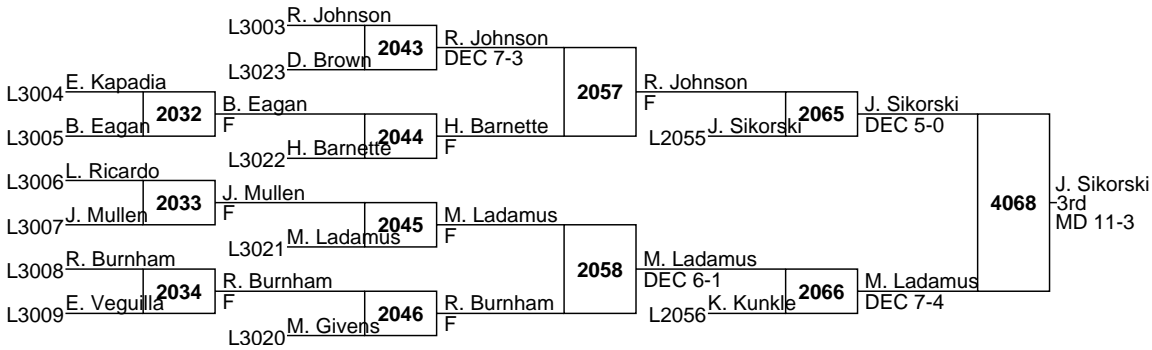 L3003 R. Johnson
2043
R. Johnson
DEC 7-3
L3023 D. Brown
L3004 E. Kapadia
2032
B. Eagan
F
L3005 B. Eagan
2044
H. Barnette
F
L3022 H. Barnette
2057
R. Johnson
F
L2055 J. Sikorski
2065
J. Sikorski
DEC 5-0
L3006 L. Ricardo
2033
J. Mullen
F
L3007 J. Mullen
2045
M. Ladamus
F
L3021 M. Ladamus
L3008 R. Burnham
2034
R. Burnham
F
L3009 E. Veguilla
2046
R. Burnham
F
L3020 M. Givens
2058
M. Ladamus
DEC 6-1
L2056 K. Kunkle
2066
M. Ladamus
DEC 7-4
4068
J. Sikorski
3rd
MD 11-3